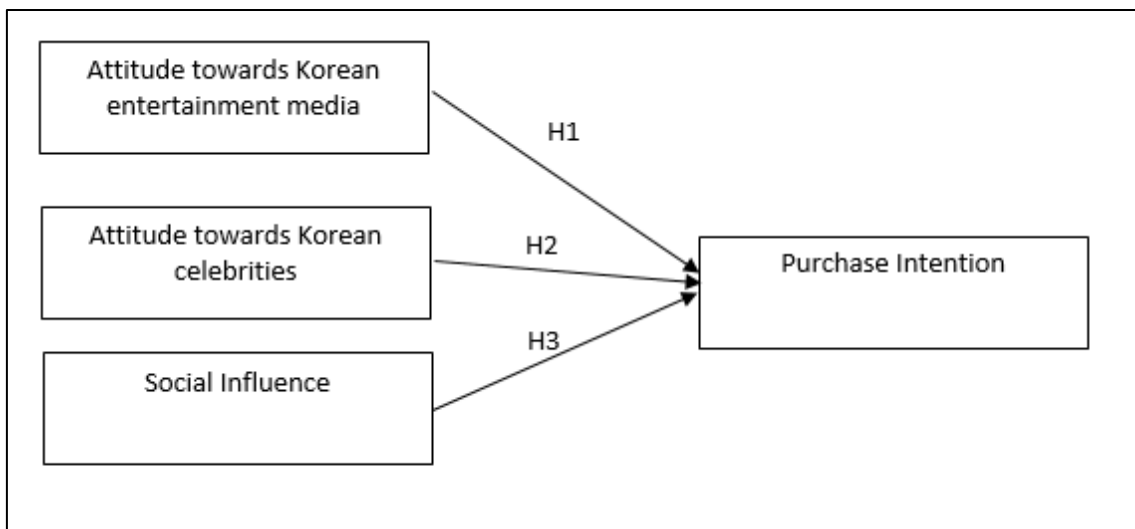 Attitude towards Korean
entertainment media
H1
Attitude towards Korean
celebrities
H2
Purchase Intention
H3
Social Influence